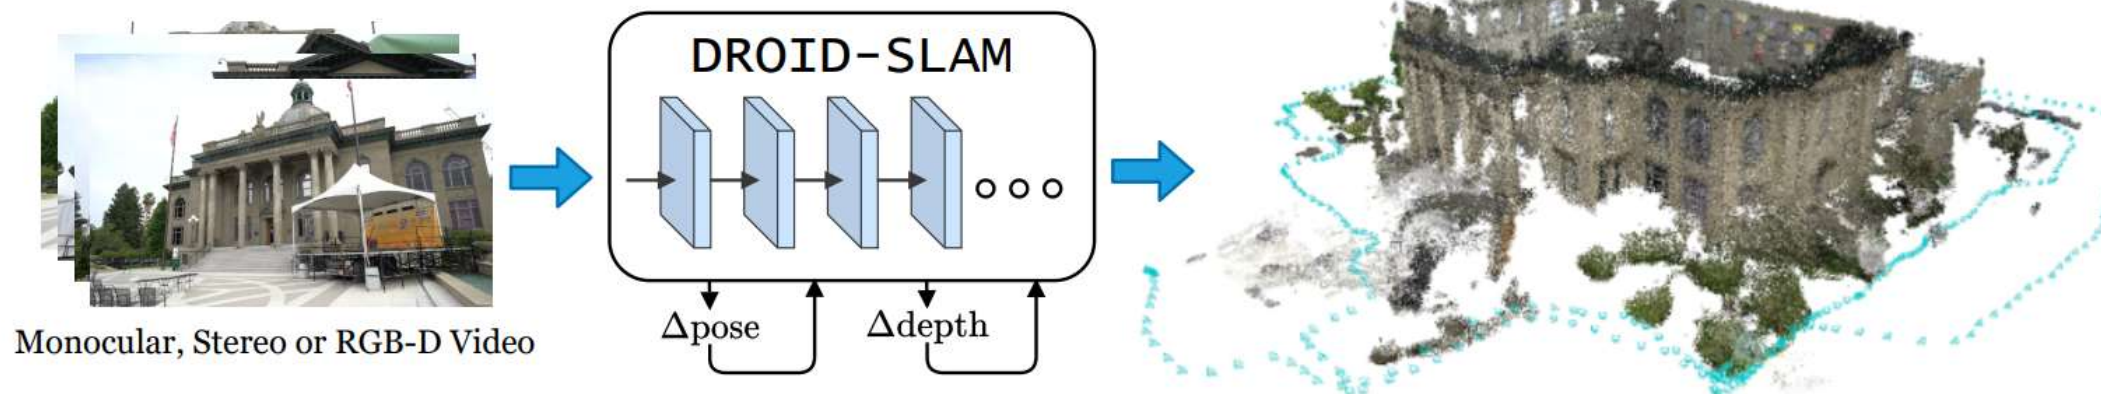 DROID-SLAM
Δpose
Δdepth
Monocular, Stereo or RGB-D Video